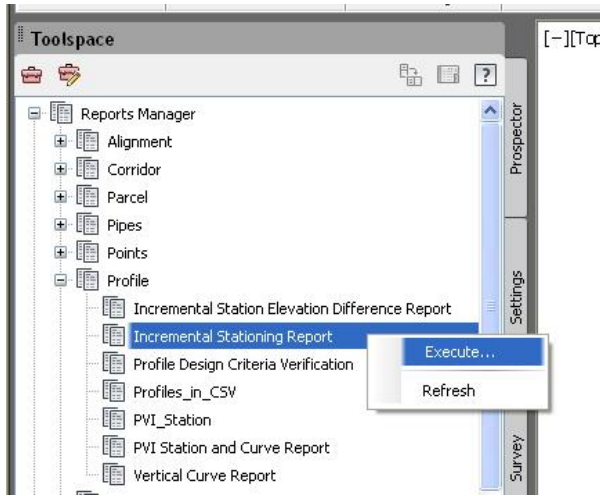 Toolspace
[−][Top
?
Reports Manager
Alignment
Corridor
Parcel
Pipes
Points
Profile
Incremental Station Elevation Difference Report
Incremental Stationing Report
Execute...
Profile Design Criteria Verification
Refresh
Profiles_in_CSV
PVI_Station
PVI Station and Curve Report
Vertical Curve Report
Prospector
Settings
Survey